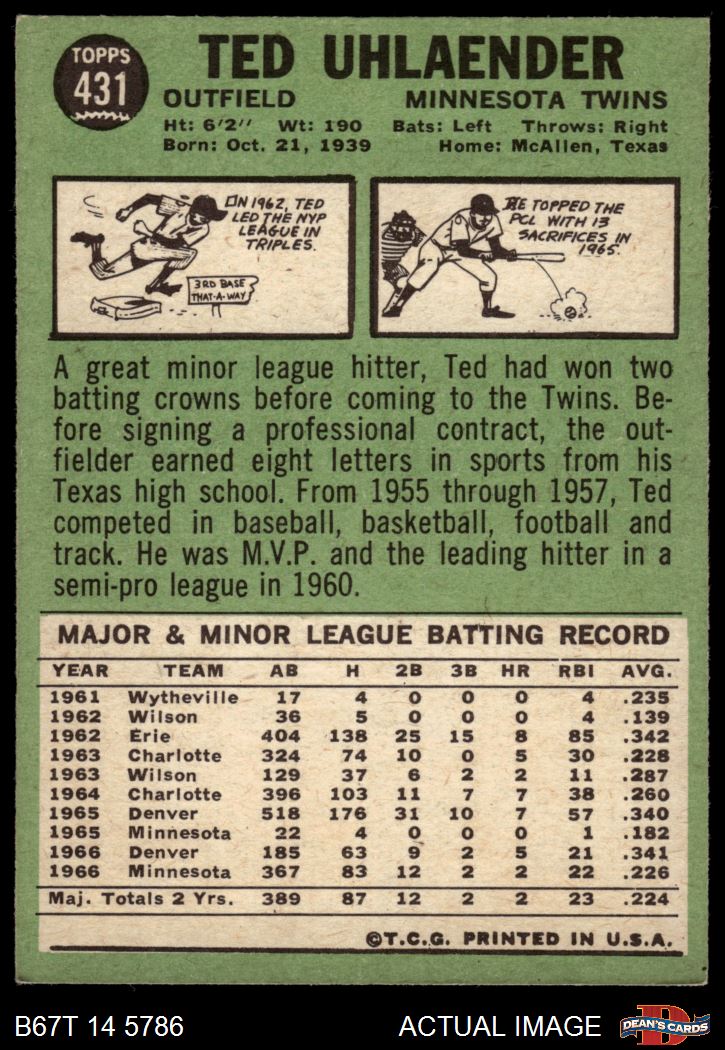 TOPPS
431
TED UHLAENDER
OUTFIELD MINNESOTA TWINS
Ht: 6'2" Wt: 190 Bats: Left Throws: Right
Born: Oct. 21, 1939 Home: McAllen, Texas
IN 1962, TED
LED THE NYP
LEAGUE IN
TRIPLES.
3RD BASE
THAT-A-WAY
HE TOPPED THE
PCL WITH 13
SACRIFICES IN
1965.
A great minor league hitter, Ted had won two
batting crowns before coming to the Twins. Be-
fore signing a professional contract, the out-
fielder earned eight letters in sports from his
Texas high school. From 1955 through 1957, Ted
competed in baseball, basketball, football and
track. He was M.V.P. and the leading hitter in a
semi-pro league in 1960.
MAJOR & MINOR LEAGUE BATTING RECORD
YEAR TEAM AB H 2B 3B HR RBI AVG.
1961 Wytheville 17 4 0 0 0 4 .235
1962 Wilson 36 5 0 0 0 4 .139
1962 Erie 404 138 25 15 8 85 .342
1963 Charlotte 324 74 10 0 5 30 .228
1963 Wilson 129 37 6 2 2 11 .287
1964 Charlotte 396 103 11 7 7 38 .260
1965 Denver 518 176 31 10 7 57 .340
1965 Minnesota 22 4 0 0 0 1 .182
1966 Denver 185 63 9 2 5 21 .341
1966 Minnesota 367 83 12 2 2 22 .226
Maj. Totals 2 Yrs. 389 87 12 2 2 23 .224
©T.C.G. PRINTED IN U.S.A.
B67T 14 5786 ACTUAL IMAGE
D
DEAN'S CARDS